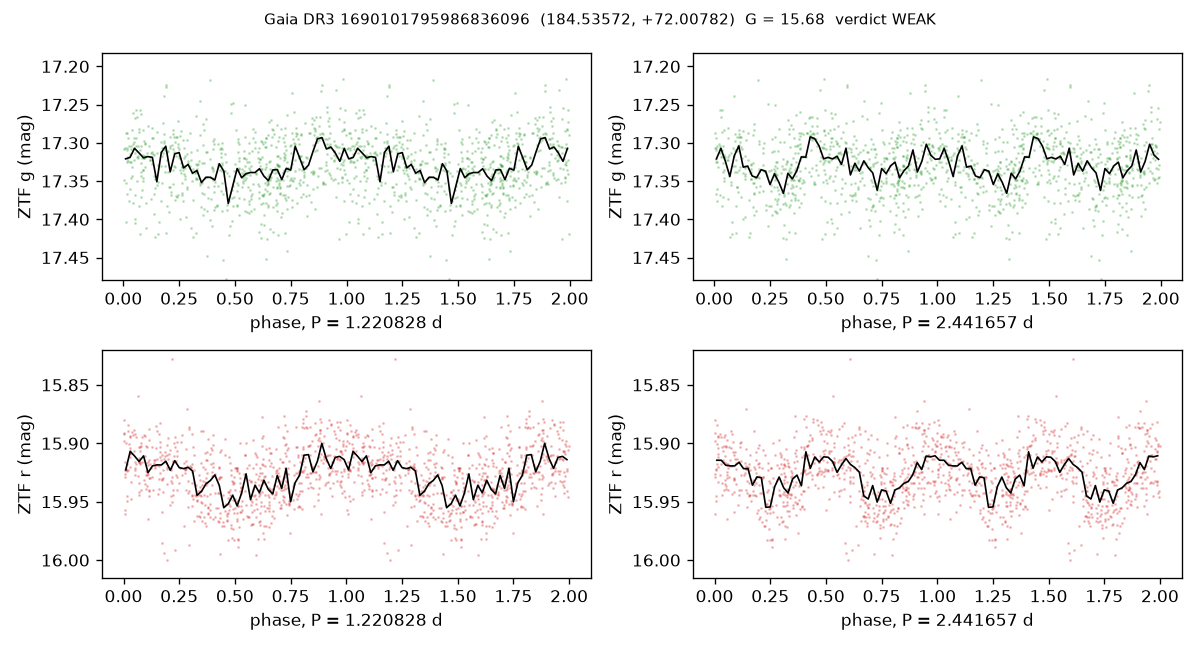 Gaia DR3 1690101795986836096  (184.53572, +72.00782)  G = 15.68  verdict WEAK
17.20
17.25
17.30
17.35
17.40
17.45
ZTF g (mag)
0.00 0.25 0.50 0.75 1.00 1.25 1.50 1.75 2.00
phase, P = 1.220828 d
17.20
17.25
17.30
17.35
17.40
17.45
ZTF g (mag)
0.00 0.25 0.50 0.75 1.00 1.25 1.50 1.75 2.00
phase, P = 2.441657 d
15.85
15.90
15.95
16.00
ZTF r (mag)
0.00 0.25 0.50 0.75 1.00 1.25 1.50 1.75 2.00
phase, P = 1.220828 d
15.85
15.90
15.95
16.00
ZTF r (mag)
0.00 0.25 0.50 0.75 1.00 1.25 1.50 1.75 2.00
phase, P = 2.441657 d